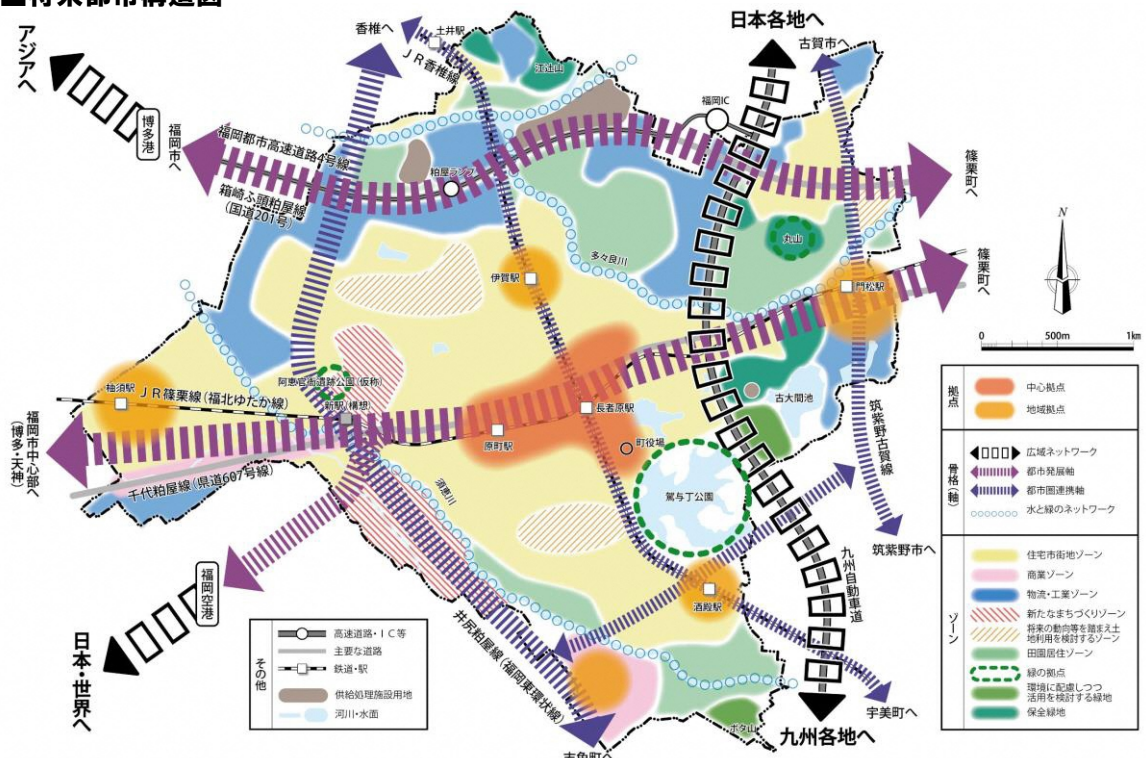 ■将来都市構造図
アジアへ
博多港
福岡市へ
香椎へ
土井駅
JR香椎線
江辻山
日本各地へ
古賀市へ
福岡IC
福岡都市高速道路4号線
箱崎ふ頭粕屋線
(国道201号)
粕屋ランプ
篠栗町へ
丸山
多々良川
伊賀駅
門松駅
篠栗町へ
N
0 500m 1km
阿恵官衙遺跡公園(仮称)
新駅(構想)
柚須駅
JR篠栗線(福北ゆたか線)
長者原駅
原町駅
町役場
古大間池
筑紫野古賀線
福岡市中心部へ
(博多・天神)
千代粕屋線(県道607号線)
須恵川
駕与丁公園
筑紫野市へ
九州自動車道
福岡空港
日本・世界へ
酒殿駅
井尻粕屋線(福岡東環状線)
ボタ山
宇美町へ
志免町へ
九州各地へ
その他
高速道路・IC等
主要な道路
鉄道・駅
供給処理施設用地
河川・水面
拠点
中心拠点
地域拠点
骨格(軸)
広域ネットワーク
都市発展軸
都市圏連携軸
水と緑のネットワーク
ゾーン
住宅市街地ゾーン
商業ゾーン
物流・工業ゾーン
新たなまちづくりゾーン
将来の動向等を踏まえ土
地利用を検討するゾーン
田園居住ゾーン
緑の拠点
環境に配慮しつつ
活用を検討する緑地
保全緑地